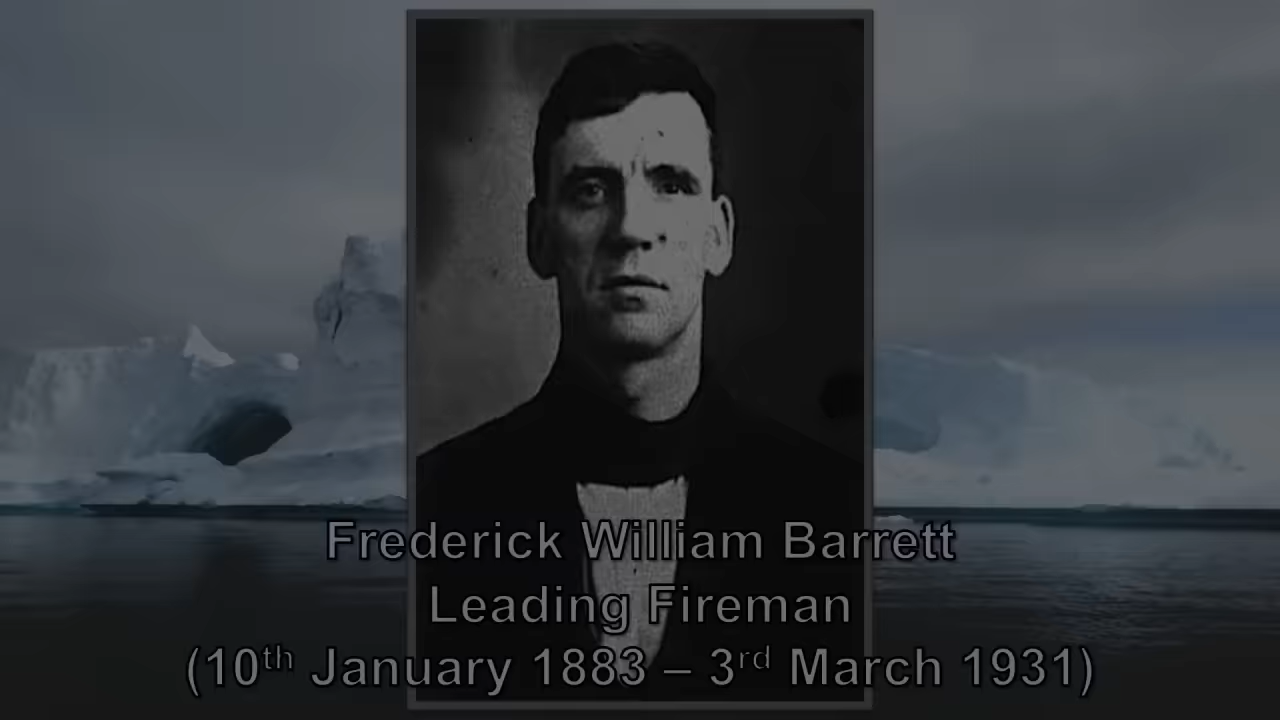 Frederick William Barrett
Leading Fireman
(10th January 1883 – 3rd March 1931)